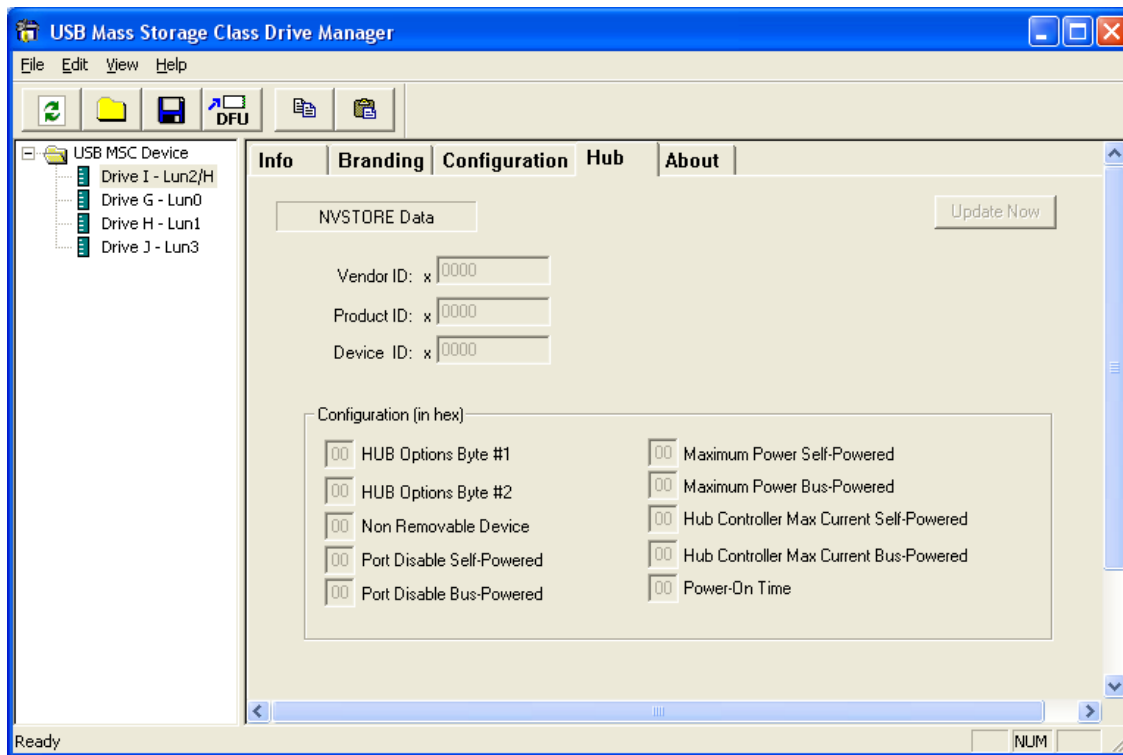 USB Mass Storage Class Drive Manager
File Edit View Help
DFU
USB MSC Device
Drive I - Lun2/H
Drive G - Lun0
Drive H - Lun1
Drive J - Lun3
Info Branding Configuration Hub About
NVSTORE Data
Update Now
Vendor ID: x 0000
Product ID: x 0000
Device ID: x 0000
Configuration (in hex)
00 HUB Options Byte #1
00 HUB Options Byte #2
00 Non Removable Device
00 Port Disable Self-Powered
00 Port Disable Bus-Powered
00 Maximum Power Self-Powered
00 Maximum Power Bus-Powered
00 Hub Controller Max Current Self-Powered
00 Hub Controller Max Current Bus-Powered
00 Power-On Time
Ready
NUM